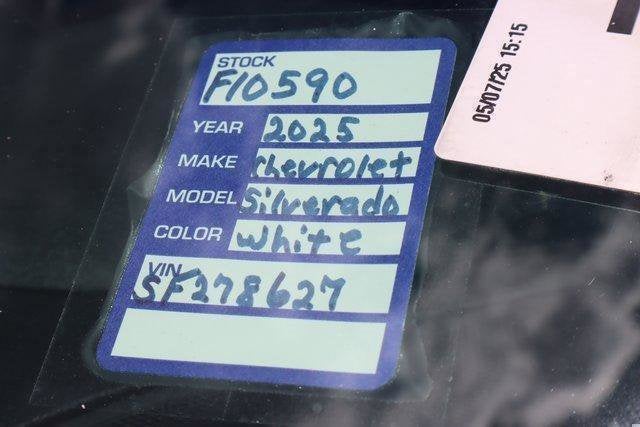 STOCK
F10590
YEAR 2025
MAKE Chevrolet
MODEL Silverado
COLOR White
VIN
SF278627
05/07/25 15:15